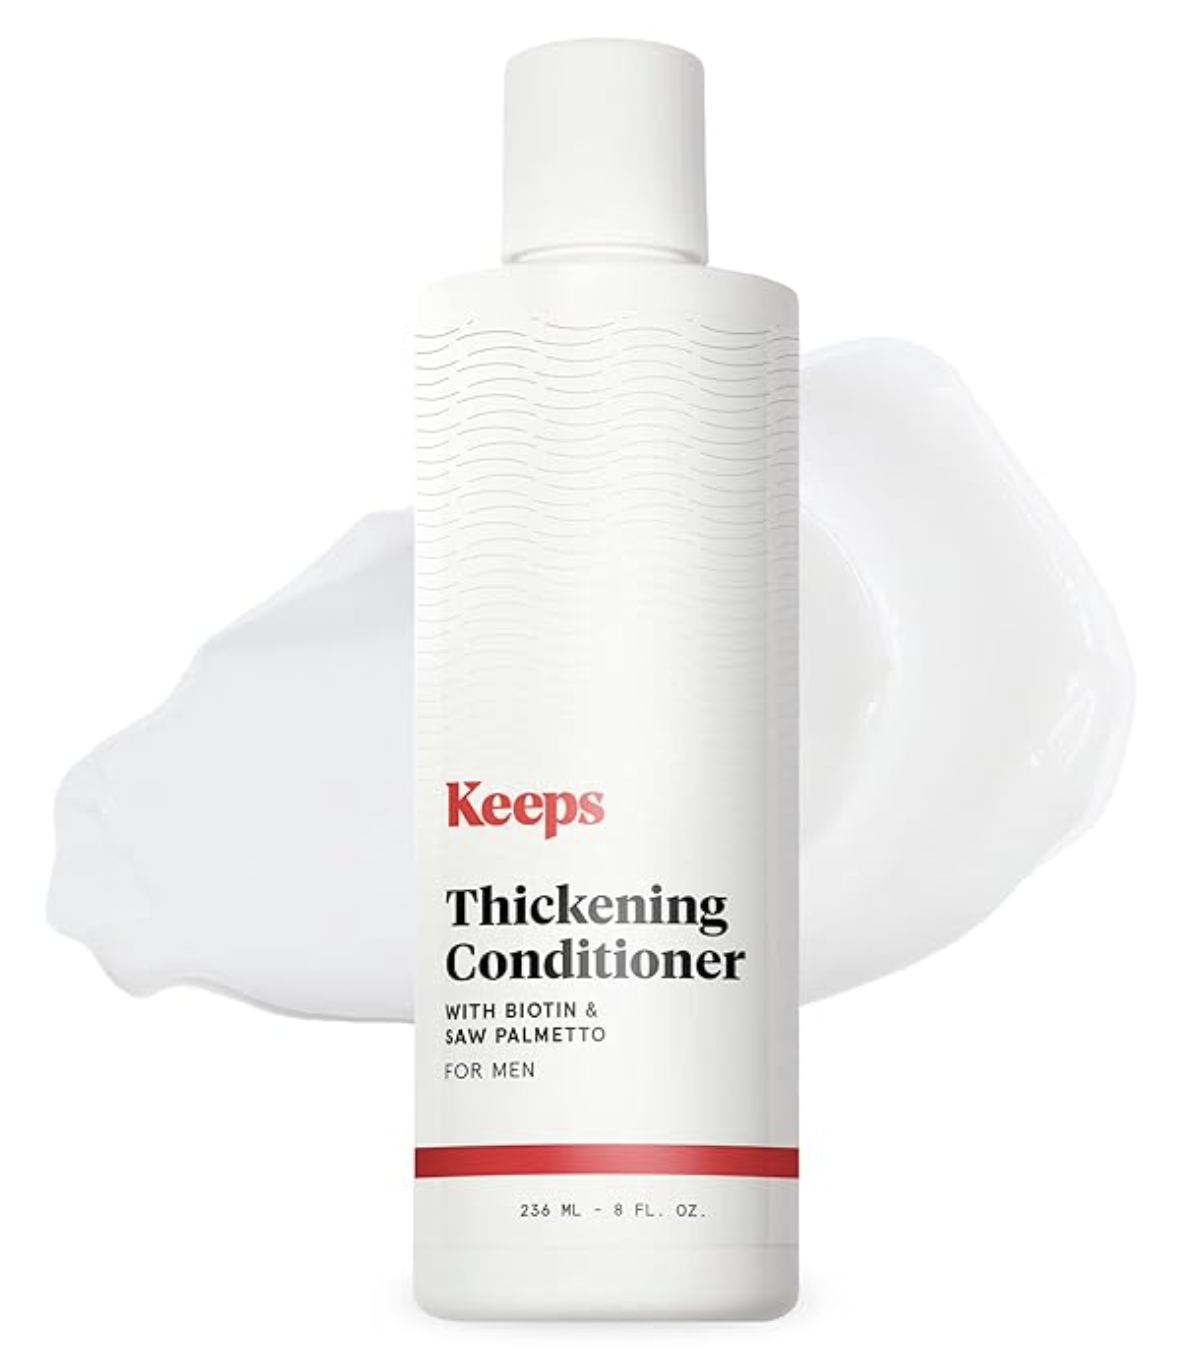 Keeps
Thickening
Conditioner
WITH BIOTIN &
SAW PALMETTO
FOR MEN
236 ML - 8 FL. OZ.